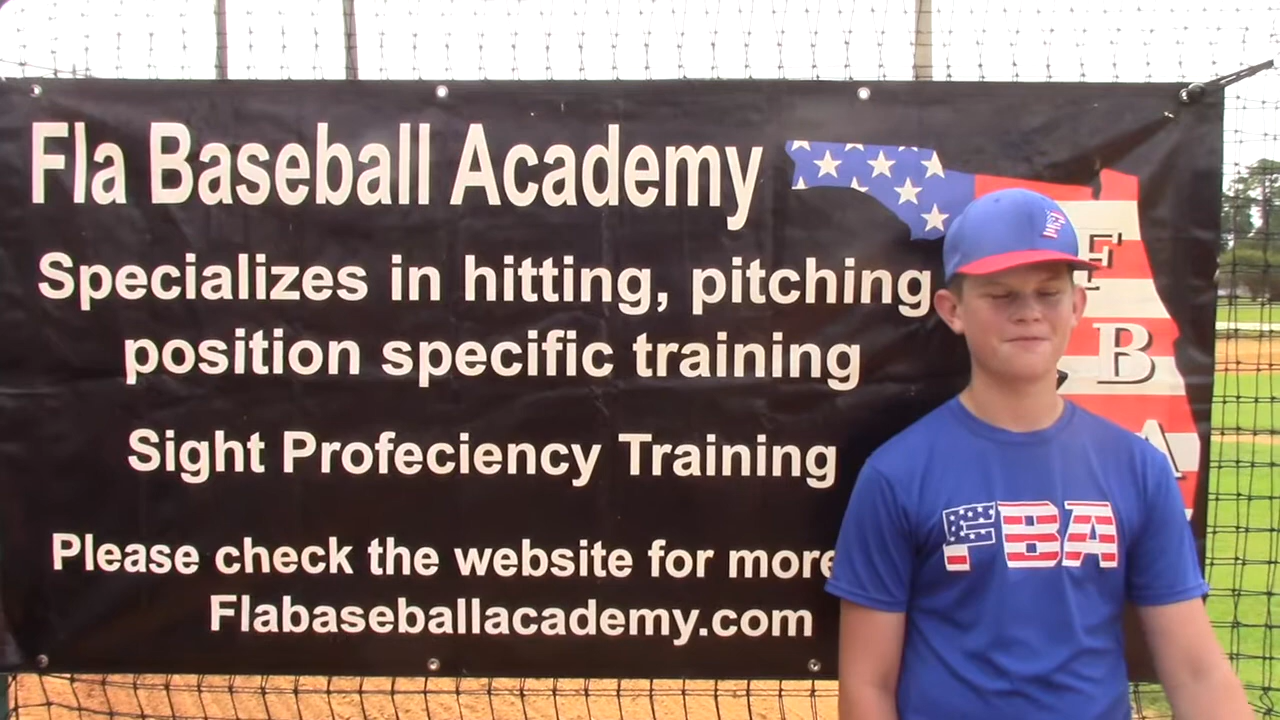 Fla Baseball Academy
Specializes in hitting, pitching
position specific training
Sight Profeciency Training
Please check the website for more
Flabaseballacademy.com
F
B
A
FBA